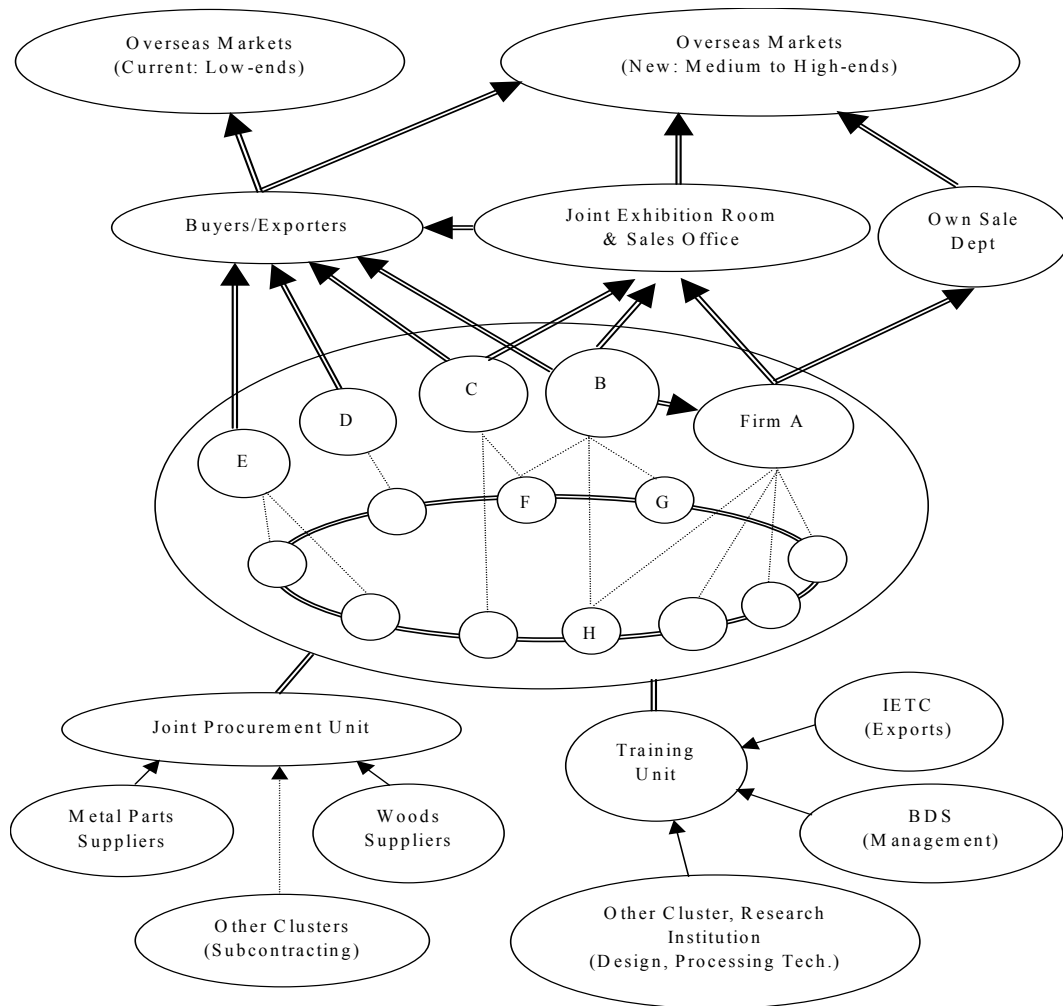 Overseas Markets
(Current: Low-ends)
Overseas Markets
(New: Medium to High-ends)
Buyers/Exporters
Joint Exhibition Room
& Sales Office
Own Sale
Dept
C
B
D
Firm A
E
F
G
H
Joint Procurement Unit
Training
Unit
IETC
(Exports)
Metal Parts
Suppliers
Woods
Suppliers
BDS
(Management)
Other Clusters
(Subcontracting)
Other Cluster, Research
Institution
(Design, Processing Tech.)